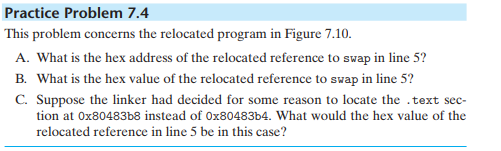 Practice Problem 7.4
This problem concerns the relocated program in Figure 7.10.
A. What is the hex address of the relocated reference to swap in line 5?
B. What is the hex value of the relocated reference to swap in line 5?
C. Suppose the linker had decided for some reason to locate the .text sec-
tion at 0x80483b8 instead of 0x80483b4. What would the hex value of the
relocated reference in line 5 be in this case?